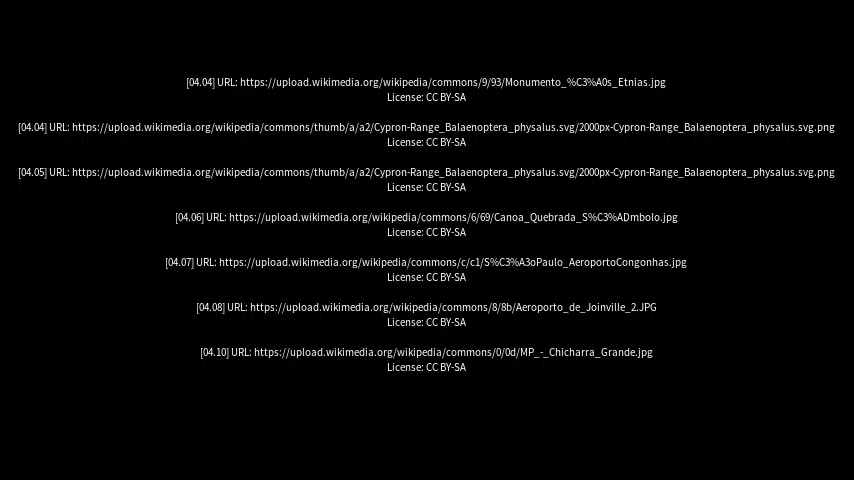 [04.04] URL: https://upload.wikimedia.org/wikipedia/commons/9/93/Monumento_%C3%A0s_Etnias.jpg
License: CC BY-SA
[04.04] URL: https://upload.wikimedia.org/wikipedia/commons/thumb/a/a2/Cypron-Range_Balaenoptera_physalus.svg/2000px-Cypron-Range_Balaenoptera_physalus.svg.png
License: CC BY-SA
[04.05] URL: https://upload.wikimedia.org/wikipedia/commons/thumb/a/a2/Cypron-Range_Balaenoptera_physalus.svg/2000px-Cypron-Range_Balaenoptera_physalus.svg.png
License: CC BY-SA
[04.06] URL: https://upload.wikimedia.org/wikipedia/commons/6/69/Canoa_Quebrada_S%C3%ADmbolo.jpg
License: CC BY-SA
[04.07] URL: https://upload.wikimedia.org/wikipedia/commons/c/c1/S%C3%A3oPaulo_AeroportoCongonhas.jpg
License: CC BY-SA
[04.08] URL: https://upload.wikimedia.org/wikipedia/commons/8/8b/Aeroporto_de_Joinville_2.JPG
License: CC BY-SA
[04.10] URL: https://upload.wikimedia.org/wikipedia/commons/0/0d/MP_-_Chicharra_Grande.jpg
License: CC BY-SA